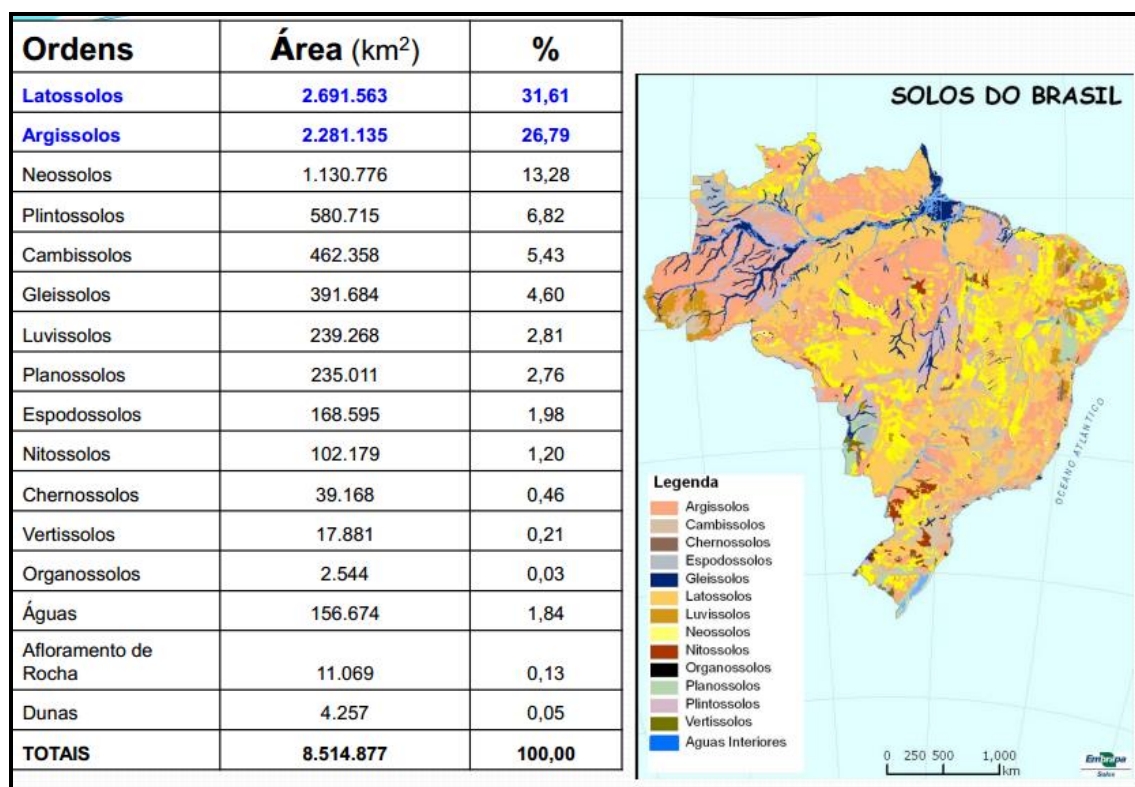 Ordens Área (km²) %
Latossolos 2.691.563 31,61
Argissolos 2.281.135 26,79
Neossolos 1.130.776 13,28
Plintossolos 580.715 6,82
Cambissolos 462.358 5,43
Gleissolos 391.684 4,60
Luvissolos 239.268 2,81
Planossolos 235.011 2,76
Espodossolos 168.595 1,98
Nitossolos 102.179 1,20
Chernossolos 39.168 0,46
Vertissolos 17.881 0,21
Organossolos 2.544 0,03
Águas 156.674 1,84
Afloramento de
Rocha 11.069 0,13
Dunas 4.257 0,05
TOTAIS 8.514.877 100,00
SOLOS DO BRASIL
OCEANO ATLÂNTICO
Legenda
Argissolos
Cambissolos
Chernossolos
Espodossolos
Gleissolos
Latossolos
Luvissolos
Neossolos
Nitossolos
Organossolos
Planossolos
Plintossolos
Vertissolos
Aguas Interiores
0 250 500 1,000
km
Embrapa
Solos